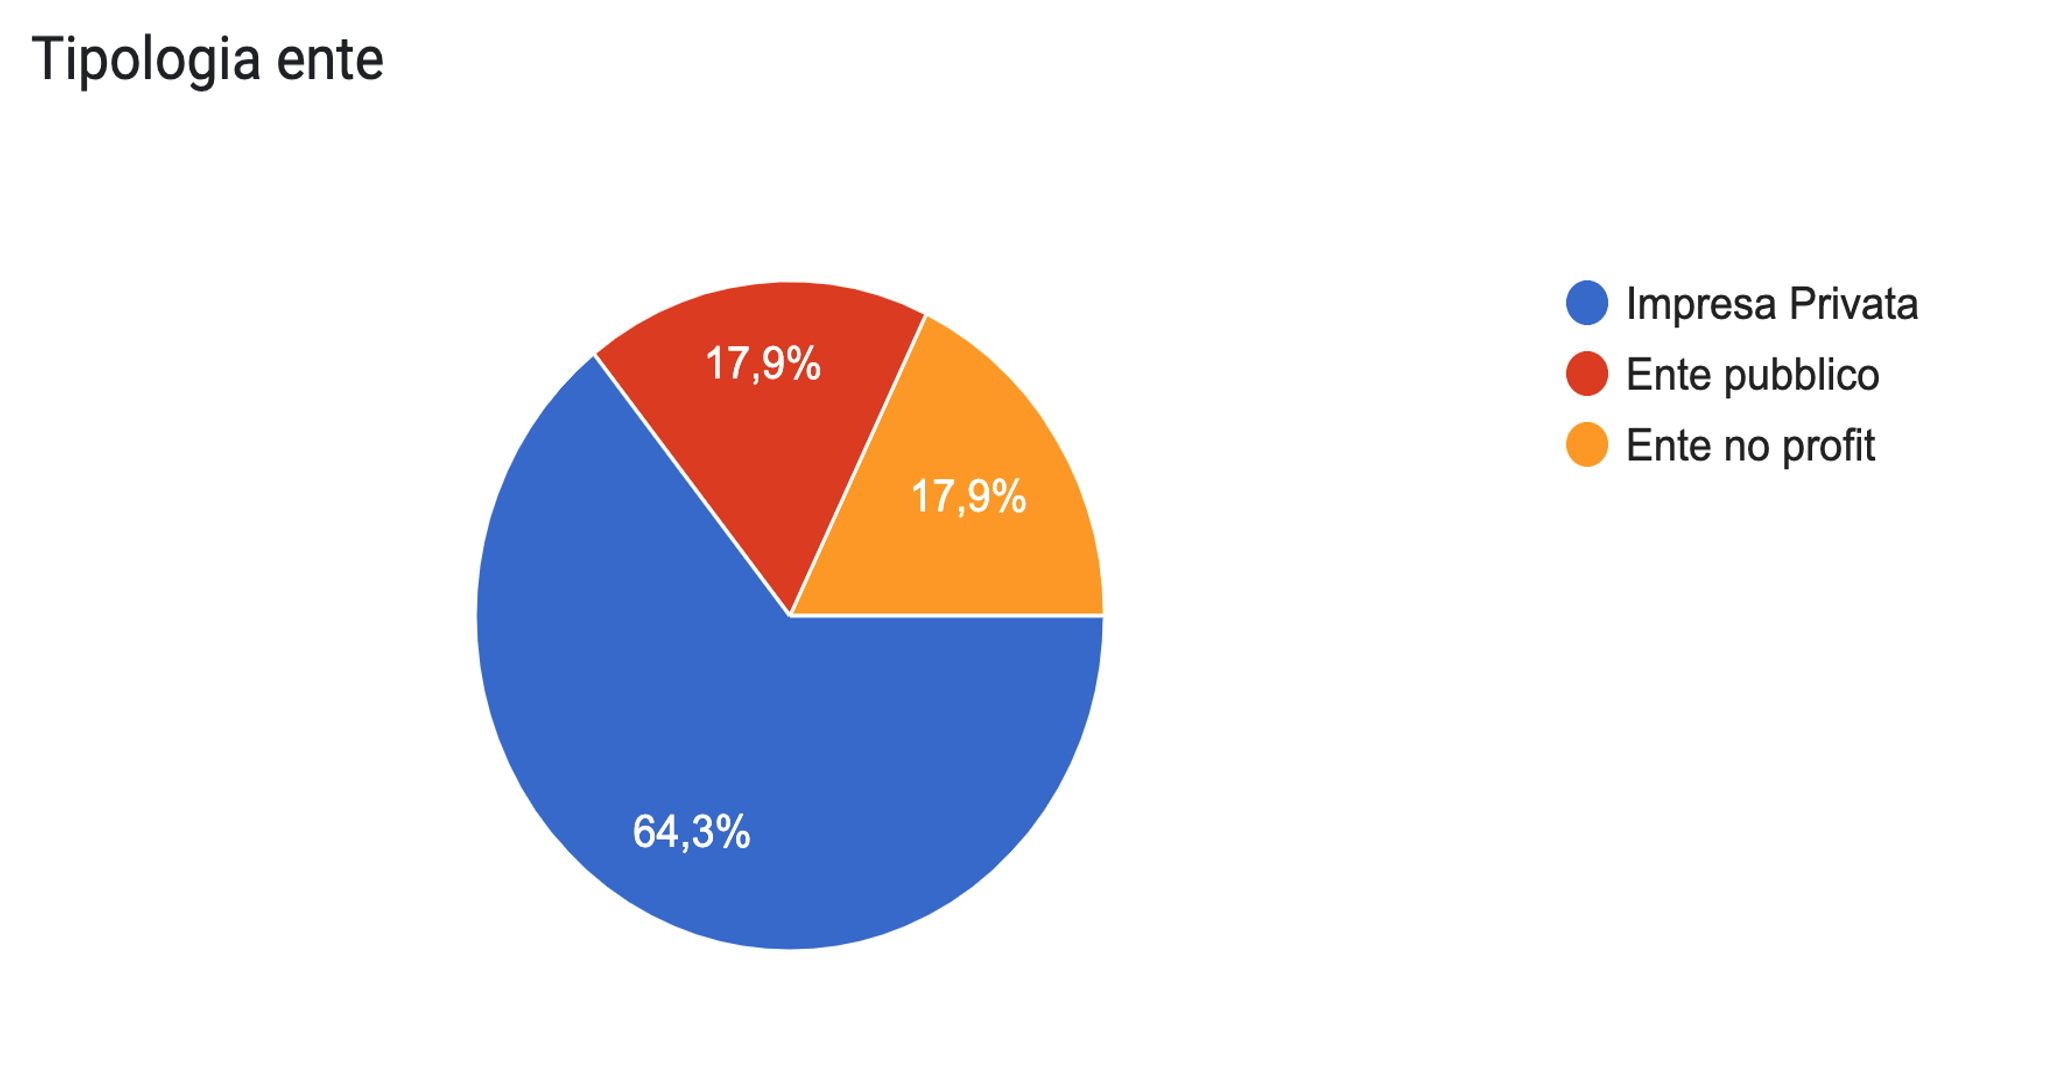 Tipologia ente
17,9%
17,9%
64,3%
Impresa Privata
Ente pubblico
Ente no profit